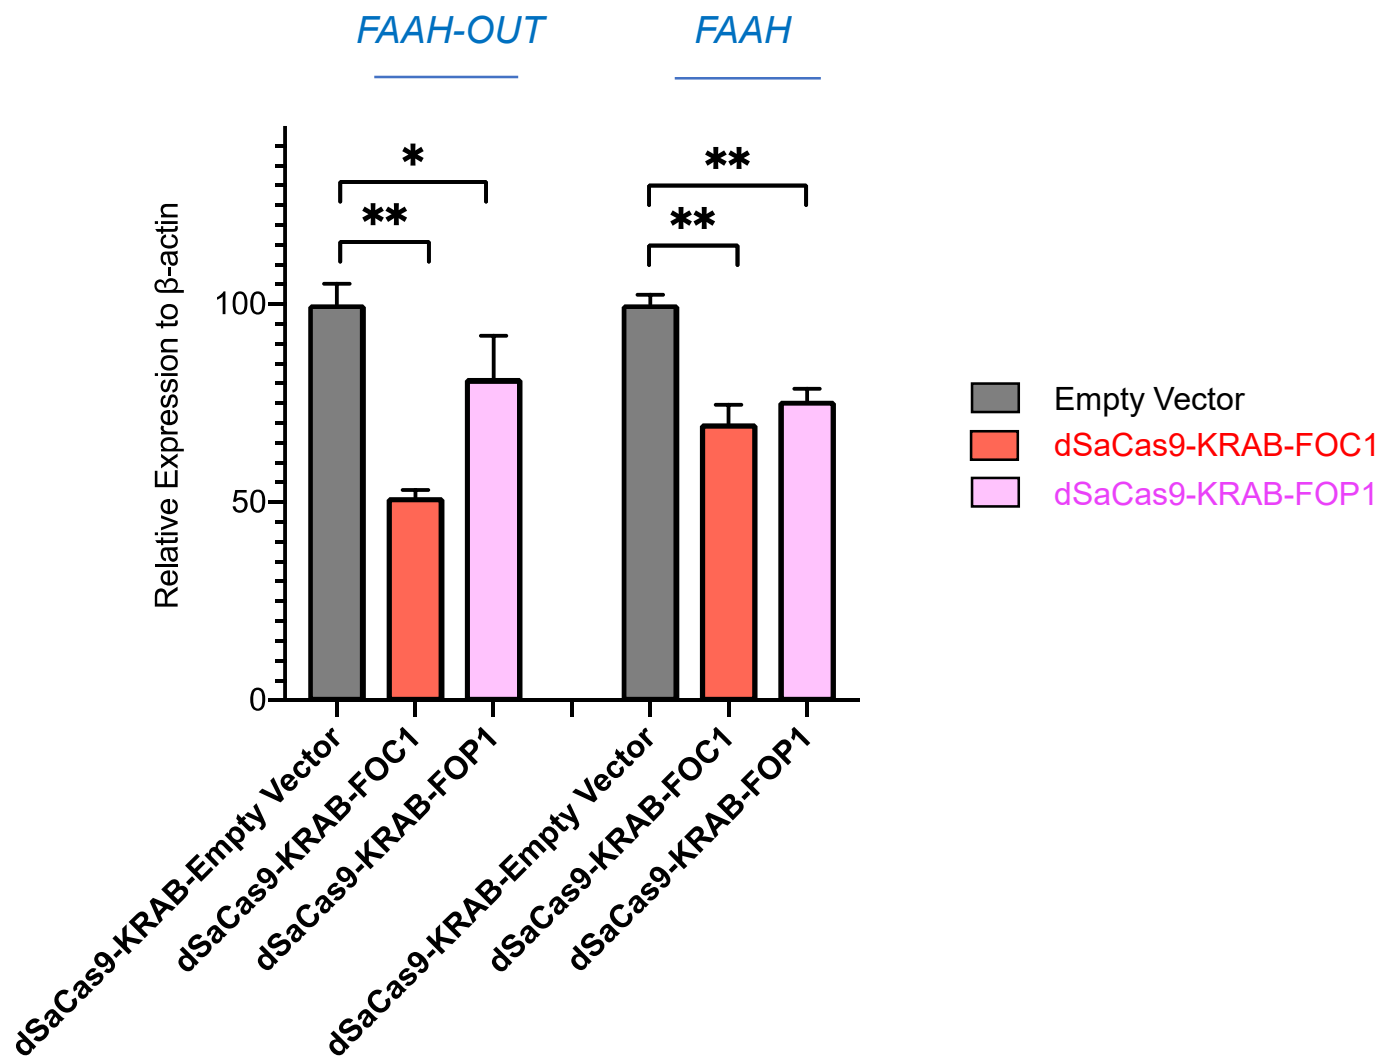 FAAH-OUT
FAAH
Relative Expression to β-actin
*
**
**
**
100
50
0
Empty Vector
dSaCas9-KRAB-FOC1
dSaCas9-KRAB-FOP1
dSaCas9-KRAB-Empty Vector
dSaCas9-KRAB-FOC1
dSaCas9-KRAB-FOP1
dSaCas9-KRAB-Empty Vector
dSaCas9-KRAB-FOC1
dSaCas9-KRAB-FOP1